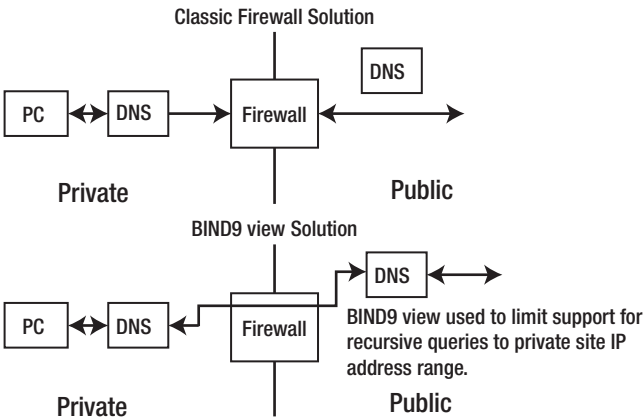 Classic Firewall Solution
DNS
PC
DNS
Firewall
Private
Public
BIND9 view Solution
DNS
PC
DNS
Firewall
BIND9 view used to limit support for
recursive queries to private site IP
address range.
Private
Public